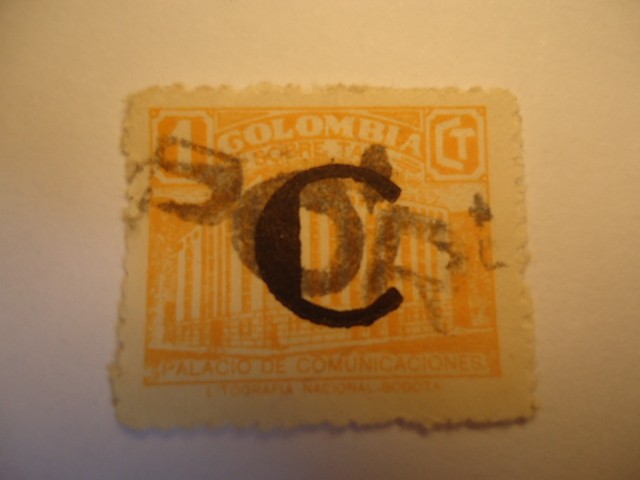 1 COLOMBIA CT
SOBRE TASA
C
PALACIO DE COMUNICACIONES.
LITOGRAFIA NACIONAL-BOGOTA